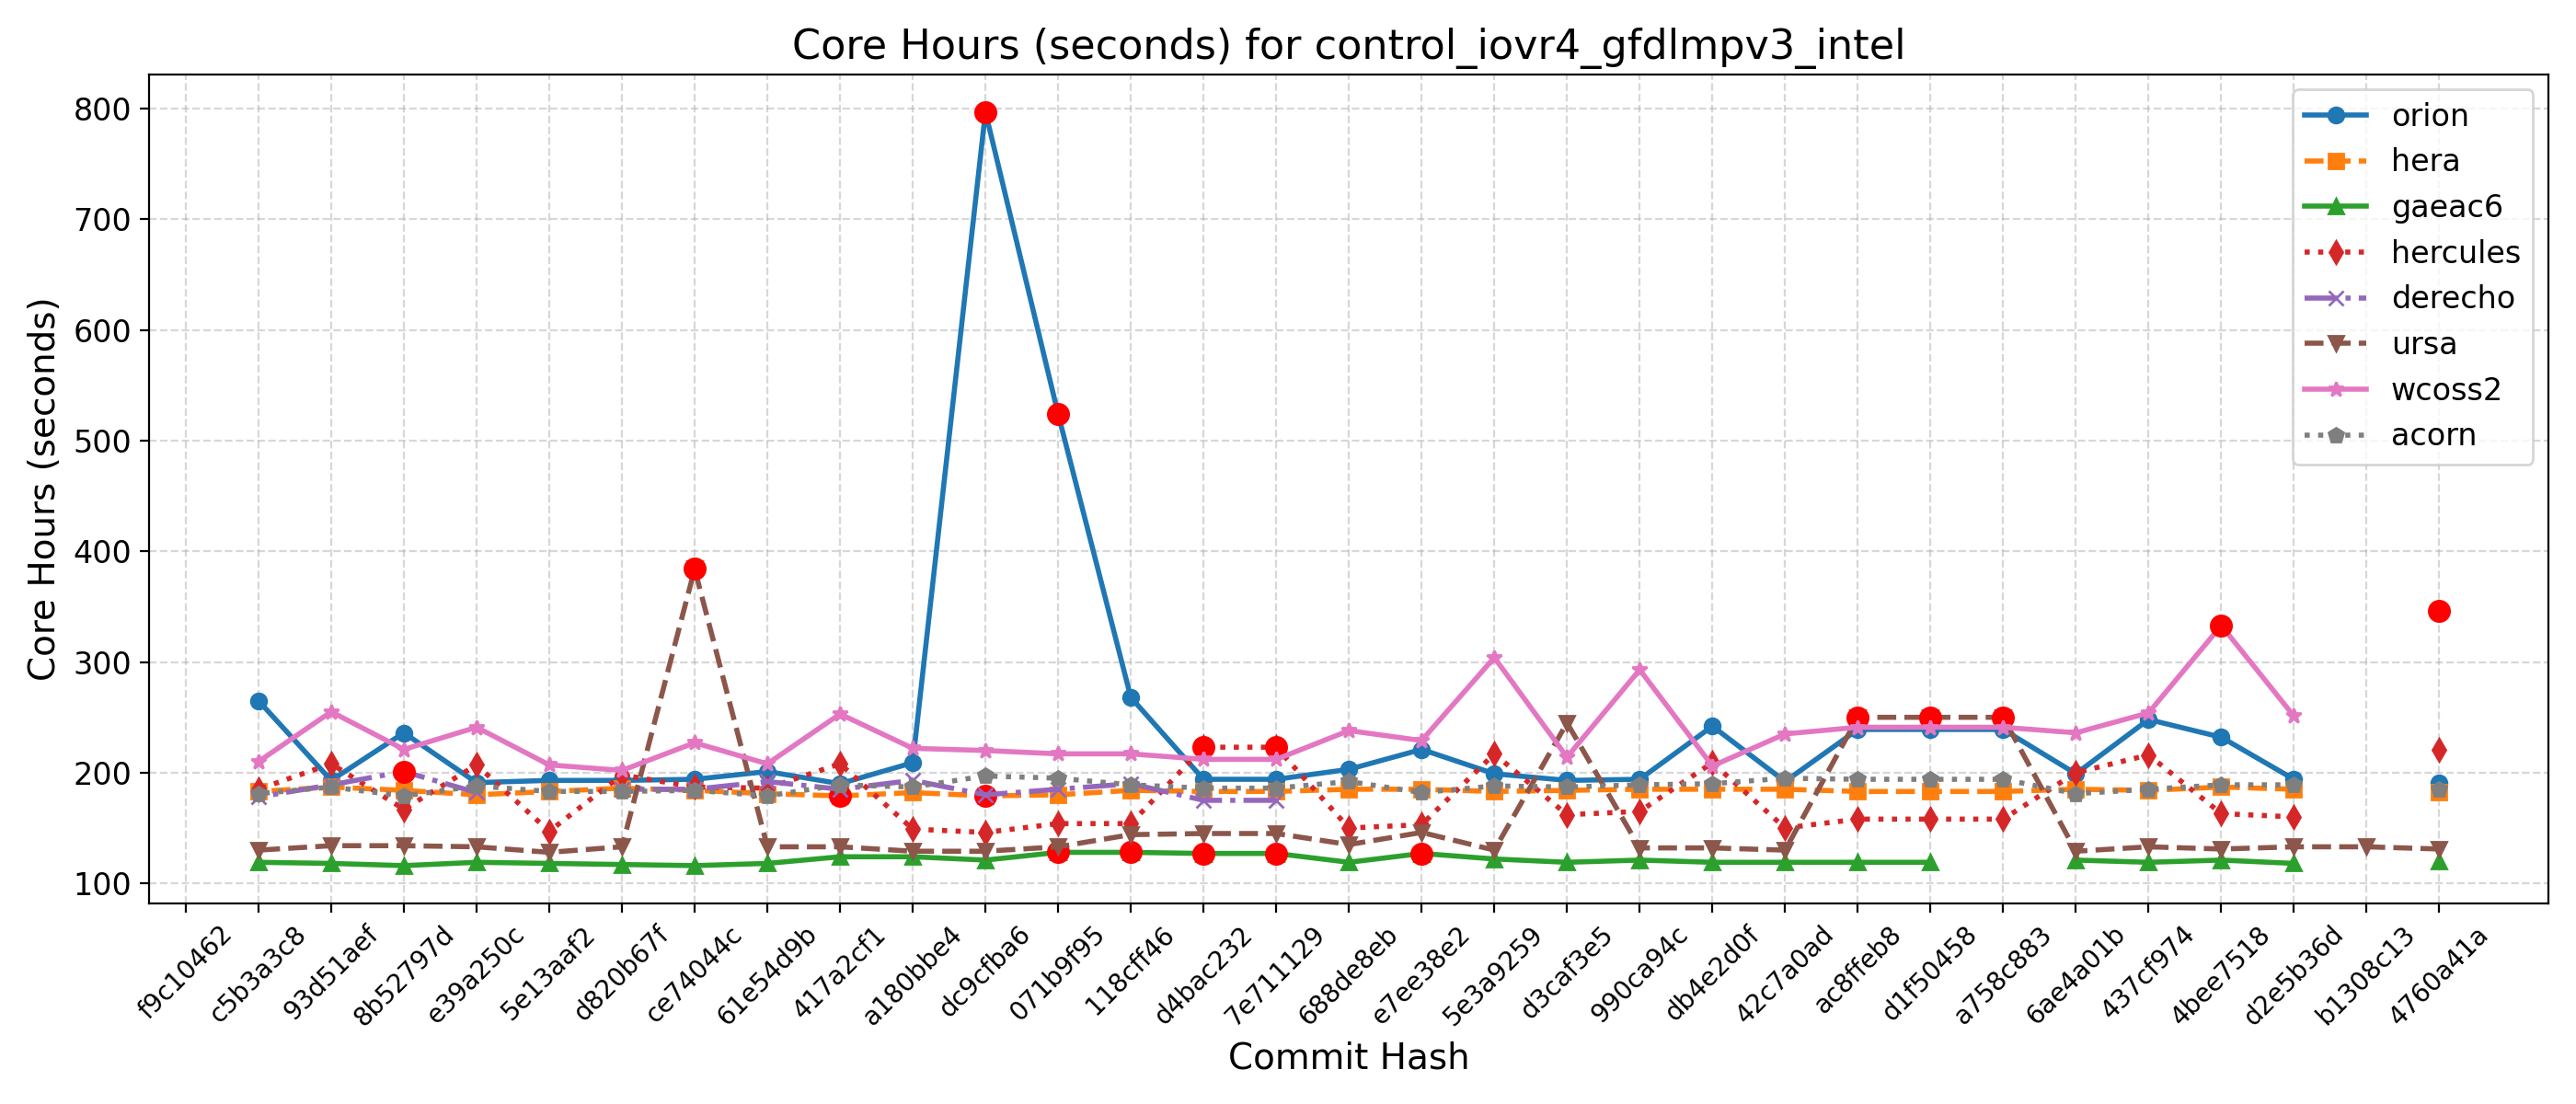 Core Hours (seconds) for control_iovr4_gfdlmpv3_intel
Core Hours (seconds)
800
700
600
500
400
300
200
100
orion
hera
gaeac6
hercules
derecho
ursa
wcoss2
acorn
f9c10462
c5b3a3c8
93d51aef
8b52797d
e39a250c
5e13aaf2
d820b67f
ce74044c
61e54d9b
417a2cf1
a180bbe4
dc9cfba6
071b9f95
118cff46
d4bac232
7e711129
688de8eb
e7ee38e2
5e3a9259
d3caf3e5
990ca94c
db4e2d0f
42c7a0ad
ac8ffeb8
d1f50458
a758c883
6ae4a01b
437cf974
4bee7518
d2e5b36d
b1308c13
4760a41a
Commit Hash